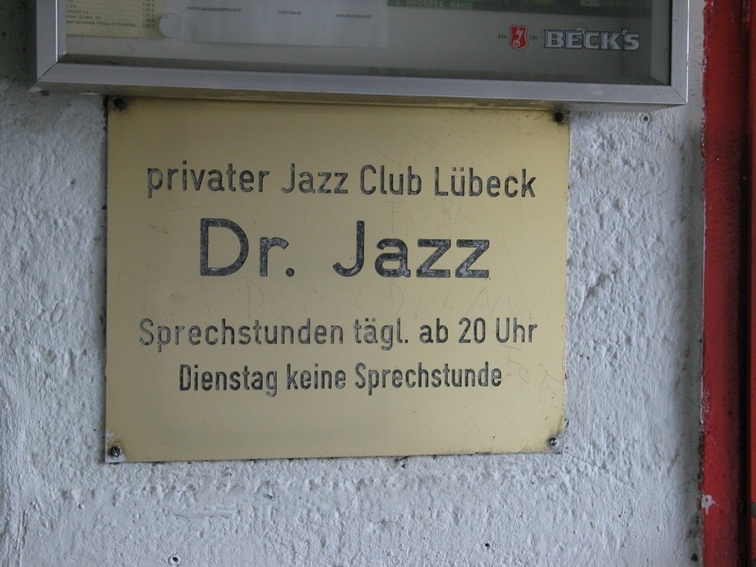 BECK'S
privater Jazz Club Lübeck
Dr. Jazz
Sprechstunden tägl. ab 20 Uhr
Dienstag keine Sprechstunde